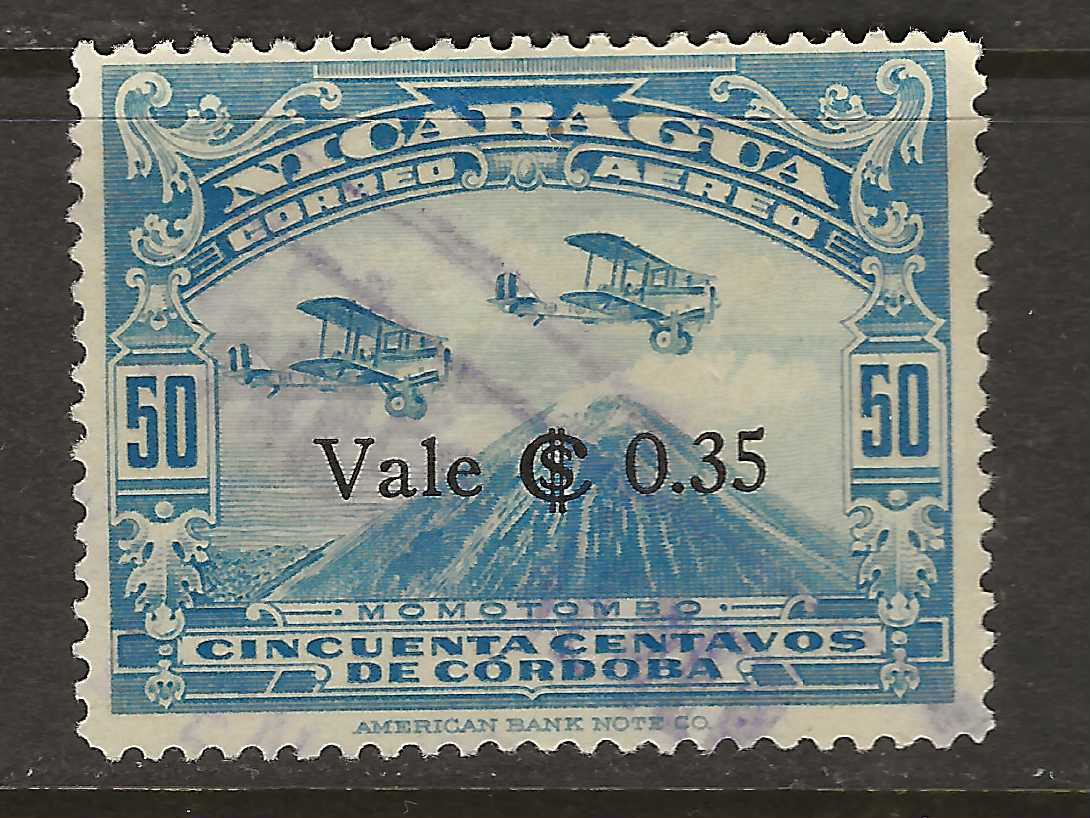 NICARAGUA
CORREO AEREO
50 50
Vale C$ 0.35
MOMOTOMBO
CINCUENTA CENTAVOS
DE CORDOBA
AMERICAN BANK NOTE CO.